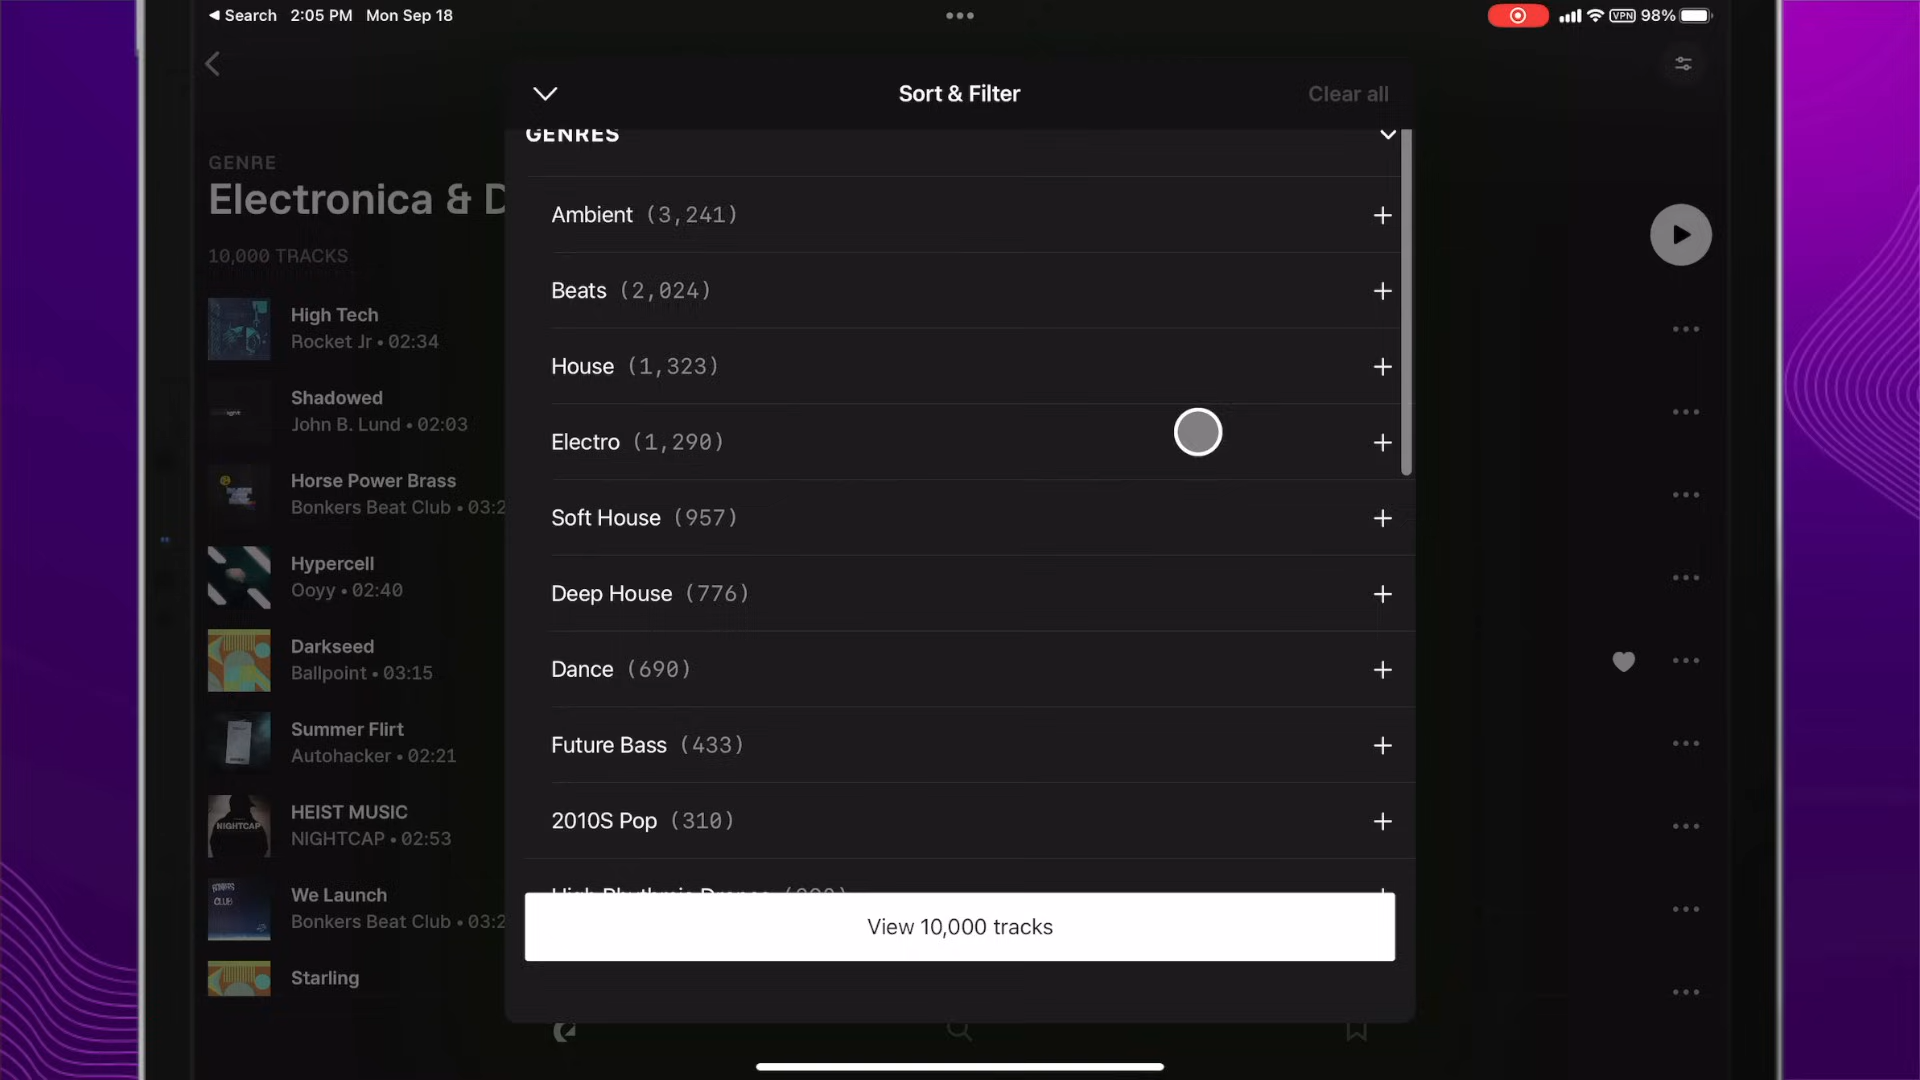 ◀ Search 2:05 PM Mon Sep 18
VPN 98%
Sort & Filter
Clear all
GENRES
GENRE
Electronica & D
10,000 TRACKS
High Tech
Rocket Jr • 02:34
Shadowed
John B. Lund • 02:03
Horse Power Brass
Bonkers Beat Club • 03:2
Hypercell
Ooyy • 02:40
Darkseed
Ballpoint • 03:15
Summer Flirt
Autohacker • 02:21
NIGHTCAP
HEIST MUSIC
NIGHTCAP • 02:53
We Launch
Bonkers Beat Club • 03:2
Starling
Ambient (3,241)
Beats (2,024)
House (1,323)
Electro (1,290)
Soft House (957)
Deep House (776)
Dance (690)
Future Bass (433)
2010S Pop (310)
View 10,000 tracks